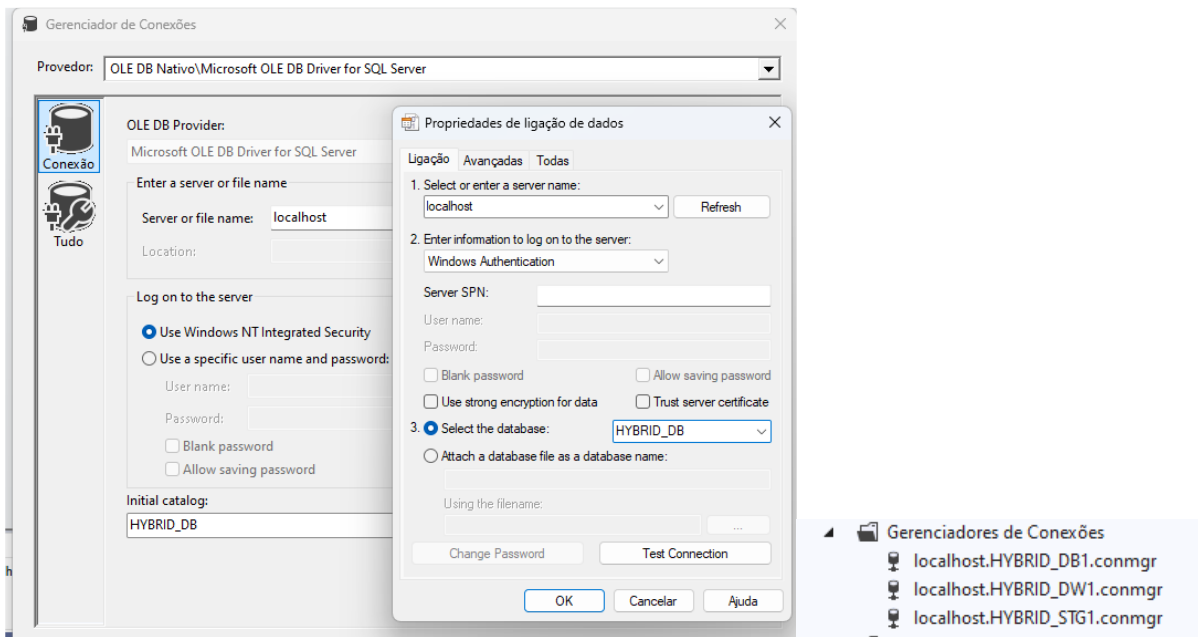 Gerenciador de Conexões
Provedor: OLE DB Nativo\Microsoft OLE DB Driver for SQL Server
Conexão
Tudo
OLE DB Provider:
Microsoft OLE DB Driver for SQL Server
Enter a server or file name
Server or file name: localhost
Location:
Log on to the server
Use Windows NT Integrated Security
Use a specific user name and password:
User name:
Password:
Blank password
Allow saving password
Initial catalog:
HYBRID_DB
Propriedades de ligação de dados
Ligação Avançadas Todas
1. Select or enter a server name:
localhost Refresh
2. Enter information to log on to the server:
Windows Authentication
Server SPN:
User name:
Password:
Blank password Allow saving password
Use strong encryption for data Trust server certificate
3. Select the database: HYBRID_DB
Attach a database file as a database name:
Using the filename:
...
Change Password Test Connection
OK Cancelar Ajuda
Gerenciadores de Conexões
localhost.HYBRID_DB1.conmgr
localhost.HYBRID_DW1.conmgr
localhost.HYBRID_STG1.conmgr